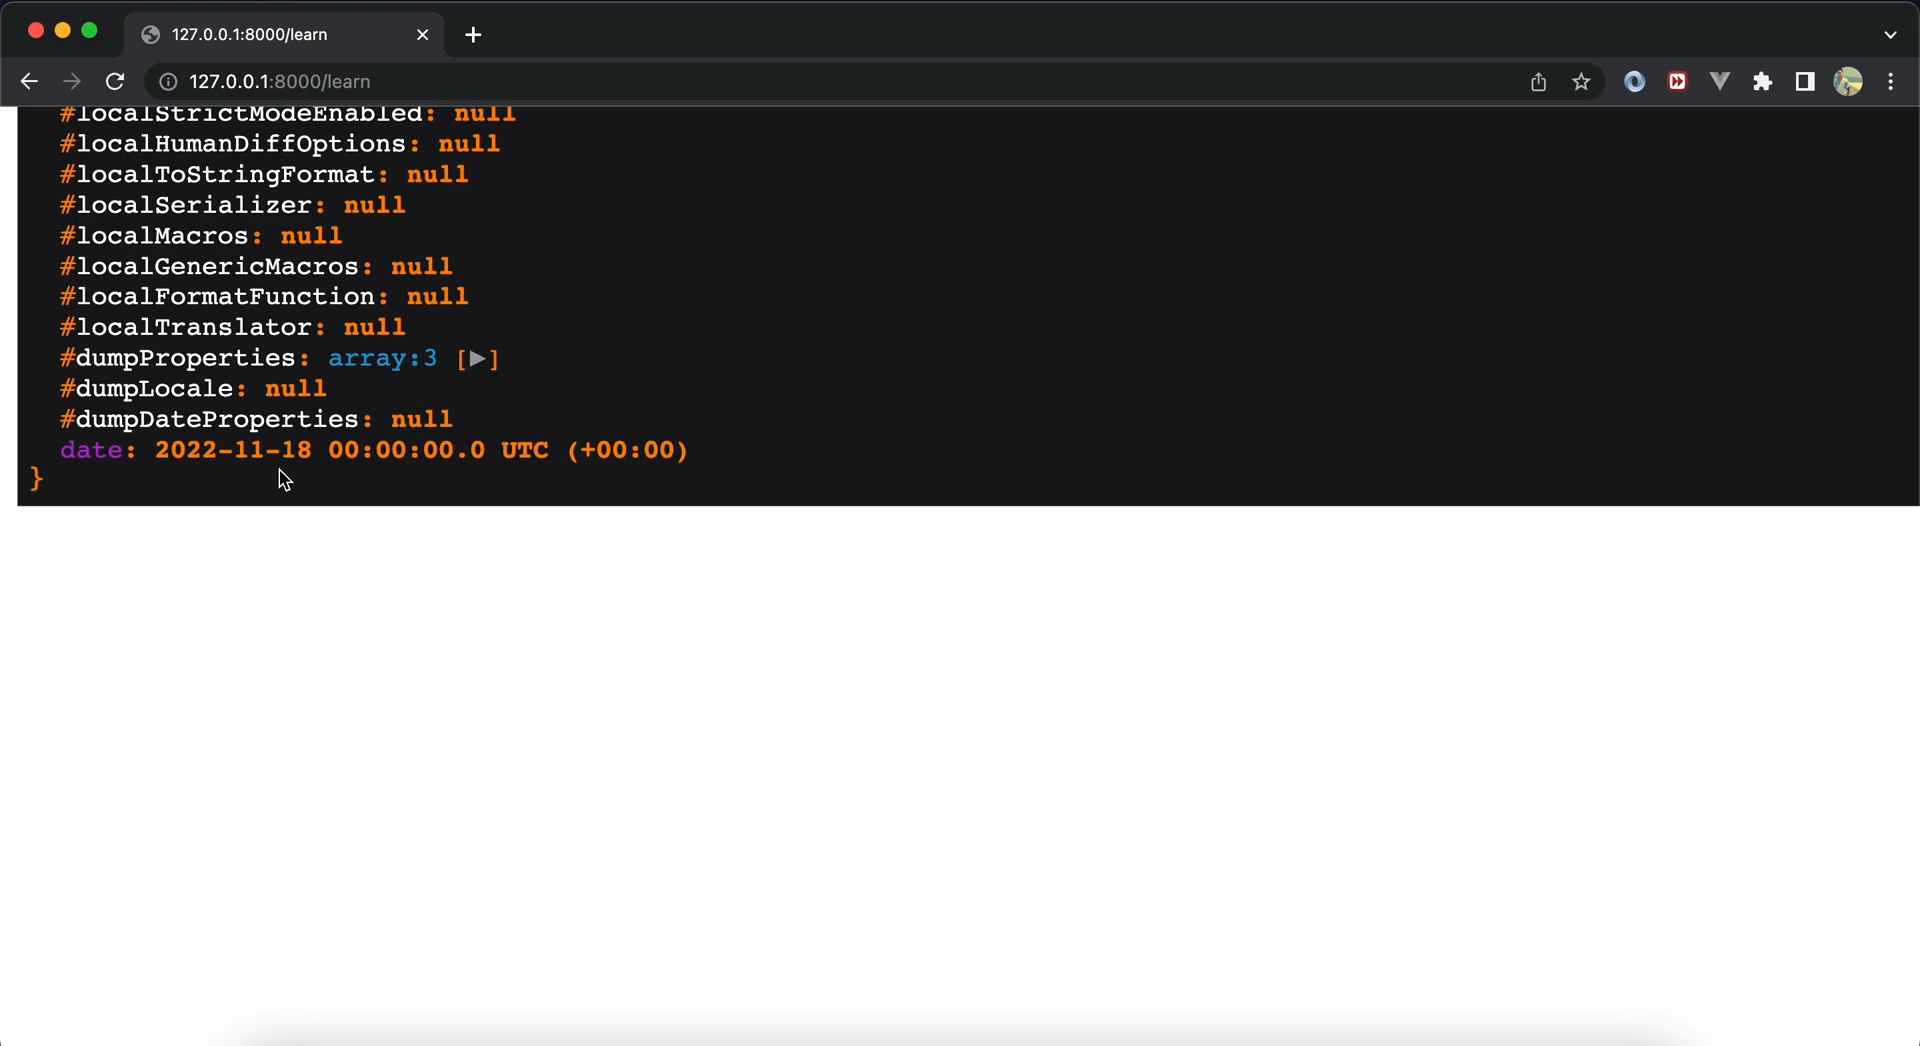 127.0.0.1:8000/learn
127.0.0.1:8000/learn
#localStrictModeEnabled: null
#localHumanDiffOptions: null
#localToStringFormat: null
#localSerializer: null
#localMacros: null
#localGenericMacros: null
#localFormatFunction: null
#localTranslator: null
#dumpProperties: array:3 [▶]
#dumpLocale: null
#dumpDateProperties: null
date: 2022-11-18 00:00:00.0 UTC (+00:00)
}